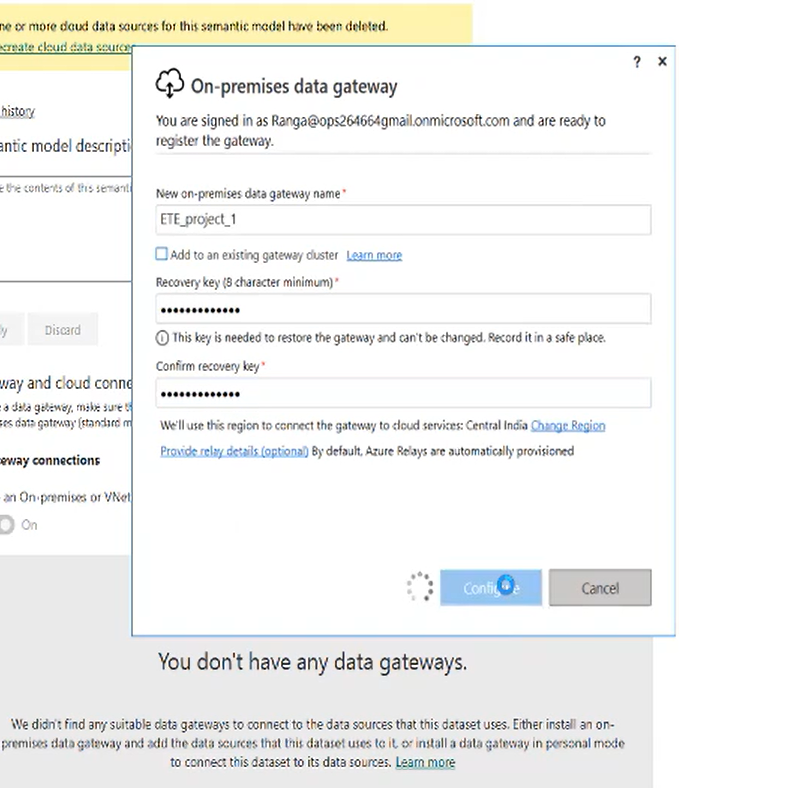 ne or more cloud data sources for this semantic model have been deleted.
ecreate cloud data source
? ×
On-premises data gateway
You are signed in as Ranga@ops264664gmail.onmicrosoft.com and are ready to
register the gateway.
history
antic model descripti
e the contents of this semant
New on-premises data gateway name*
ETE_project_1
Add to an existing gateway cluster Learn more
Recovery key (8 character minimum)*
•••••••••••••
This key is needed to restore the gateway and can't be changed. Record it in a safe place.
ly Discard
Confirm recovery key*
•••••••••••••
way and cloud conne
e a data gateway, make sure th
ses data gateway (standard m
We'll use this region to connect the gateway to cloud services: Central India Change Region
Provide relay details (optional) By default, Azure Relays are automatically provisioned
eway connections
an On-premises or VNet
On
Configure Cancel
You don't have any data gateways.
We didn't find any suitable data gateways to connect to the data sources that this dataset uses. Either install an on-
premises data gateway and add the data sources that this dataset uses to it, or install a data gateway in personal mode
to connect this dataset to its data sources. Learn more